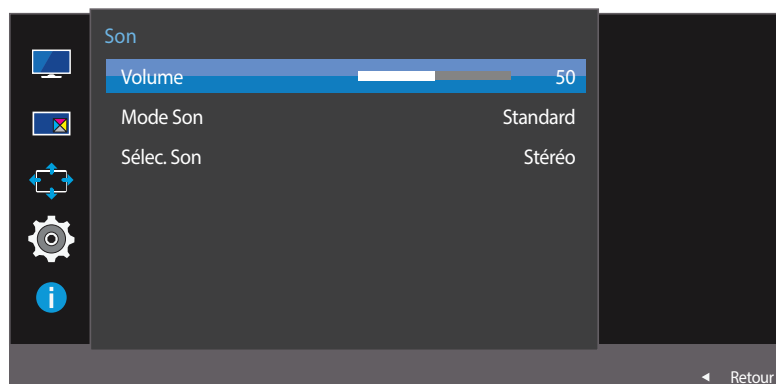 Son
Volume 50
Mode Son Standard
Sélec. Son Stéréo
i
◄ Retour